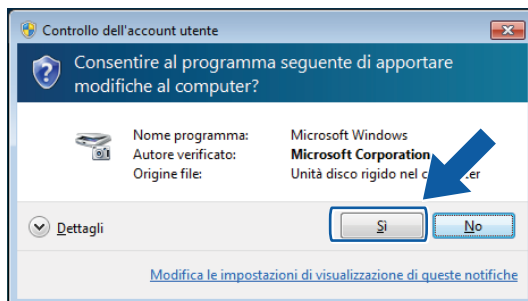 Controllo dell'account utente
Consentire al programma seguente di apportare
modifiche al computer?
Nome programma: Microsoft Windows
Autore verificato: Microsoft Corporation
Origine file: Unità disco rigido nel
Dettagli
Sì No
Modifica le impostazioni di visualizzazione di queste notifiche